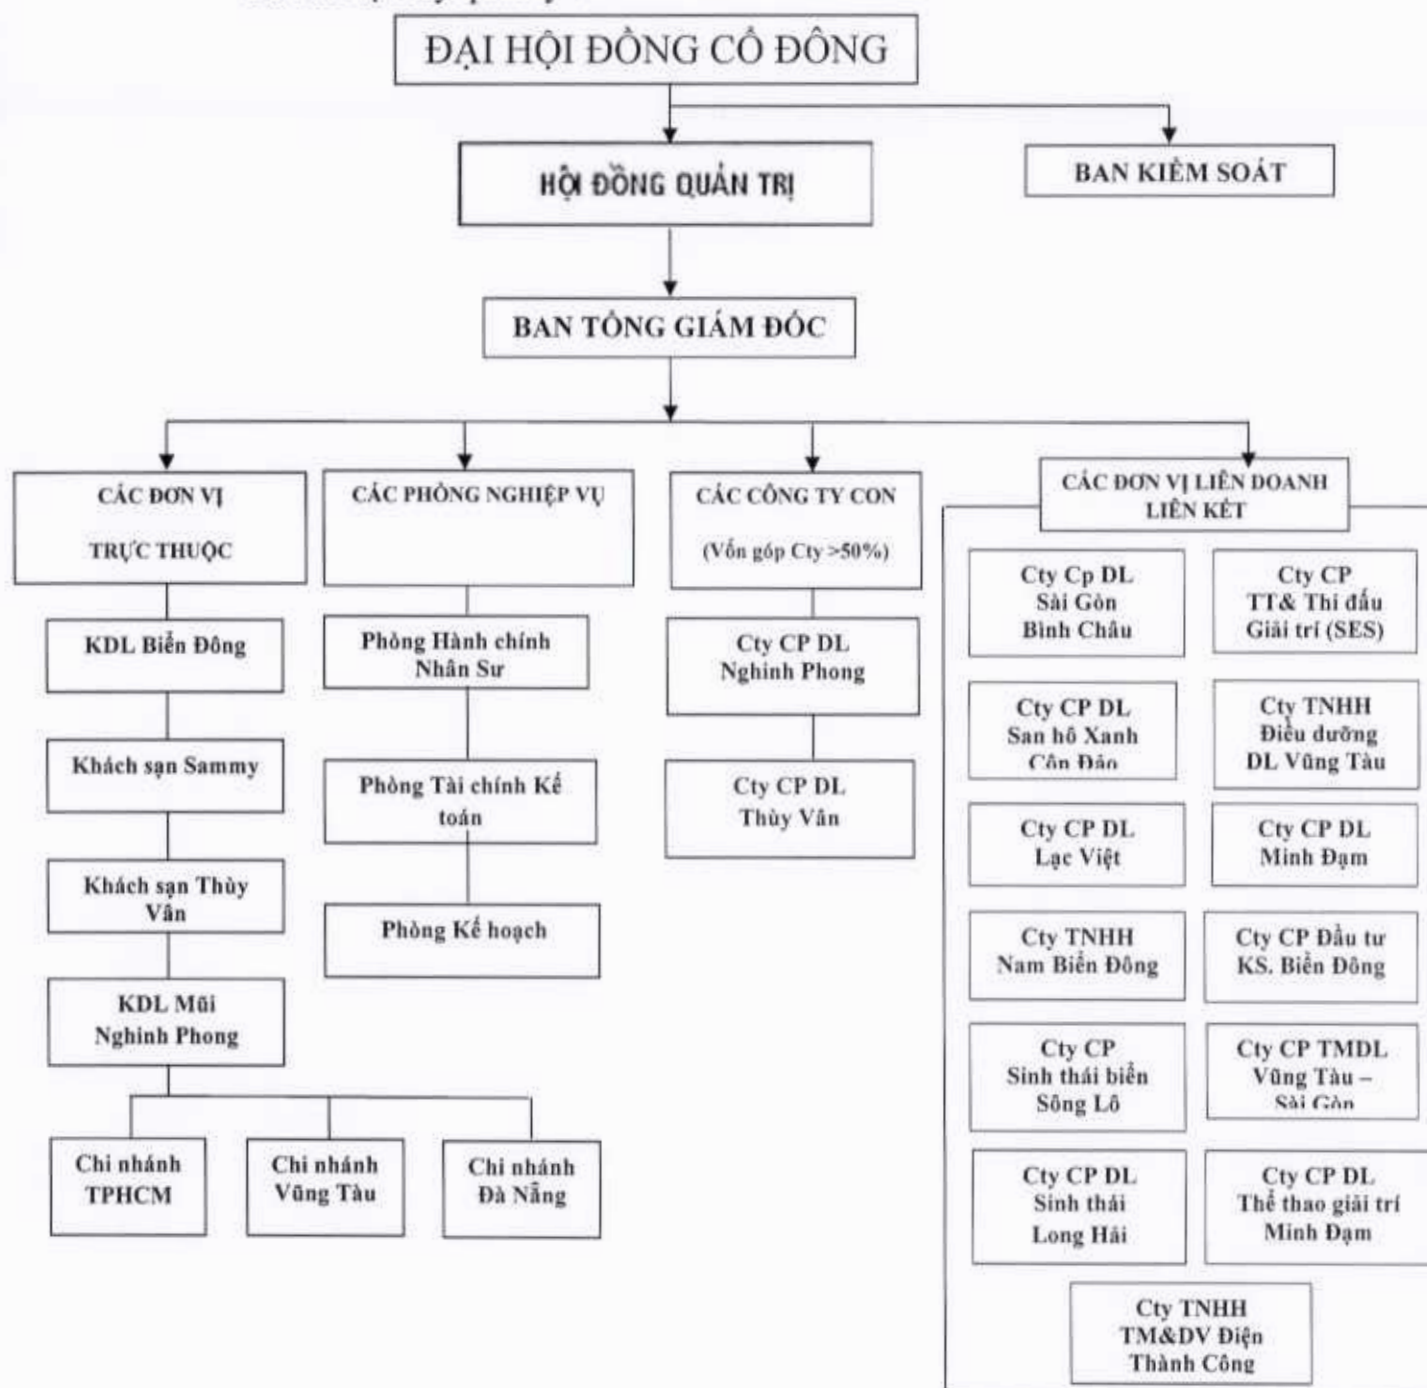 ĐẠI HỘI ĐỒNG CỔ ĐÔNG
HỘI ĐỒNG QUẢN TRỊ
BAN KIỂM SOÁT
BAN TỔNG GIÁM ĐỐC
CÁC ĐƠN VỊ
TRỰC THUỘC
KDL Biển Đông
Khách sạn Sammy
Khách sạn Thùy
Vân
KDL Mũi
Nghinh Phong
Chi nhánh
TPHCM
Chi nhánh
Vũng Tàu
Chi nhánh
Đà Nẵng
CÁC PHÒNG NGHIỆP VỤ
Phòng Hành chính
Nhân Sư
Phòng Tài chính Kế
toán
Phòng Kế hoạch
CÁC CÔNG TY CON
(Vốn góp Cty >50%)
Cty CP DL
Nghinh Phong
Cty CP DL
Thùy Vân
CÁC ĐƠN VỊ LIÊN DOANH
LIÊN KẾT
Cty Cp DL
Sài Gòn
Bình Châu
Cty CP
TT& Thi đấu
Giải trí (SES)
Cty CP DL
San hô Xanh
Côn Đảo
Cty TNHH
Điều dưỡng
DL Vũng Tàu
Cty CP DL
Lạc Việt
Cty CP DL
Minh Đạm
Cty TNHH
Nam Biển Đông
Cty CP Đầu tư
KS. Biển Đông
Cty CP
Sinh thái biển
Sông Lô
Cty CP TMDL
Vũng Tàu –
Sài Gòn
Cty CP DL
Sinh thái
Long Hải
Cty CP DL
Thể thao giải trí
Minh Đạm
Cty TNHH
TM&DV Điện
Thành Công